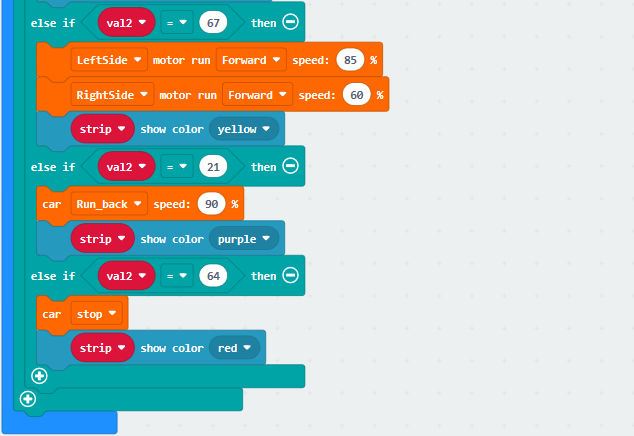 else if val2 = 67 then
LeftSide motor run Forward speed: 85 %
RightSide motor run Forward speed: 60 %
strip show color yellow
else if val2 = 21 then
car Run_back speed: 90 %
strip show color purple
else if val2 = 64 then
car stop
strip show color red